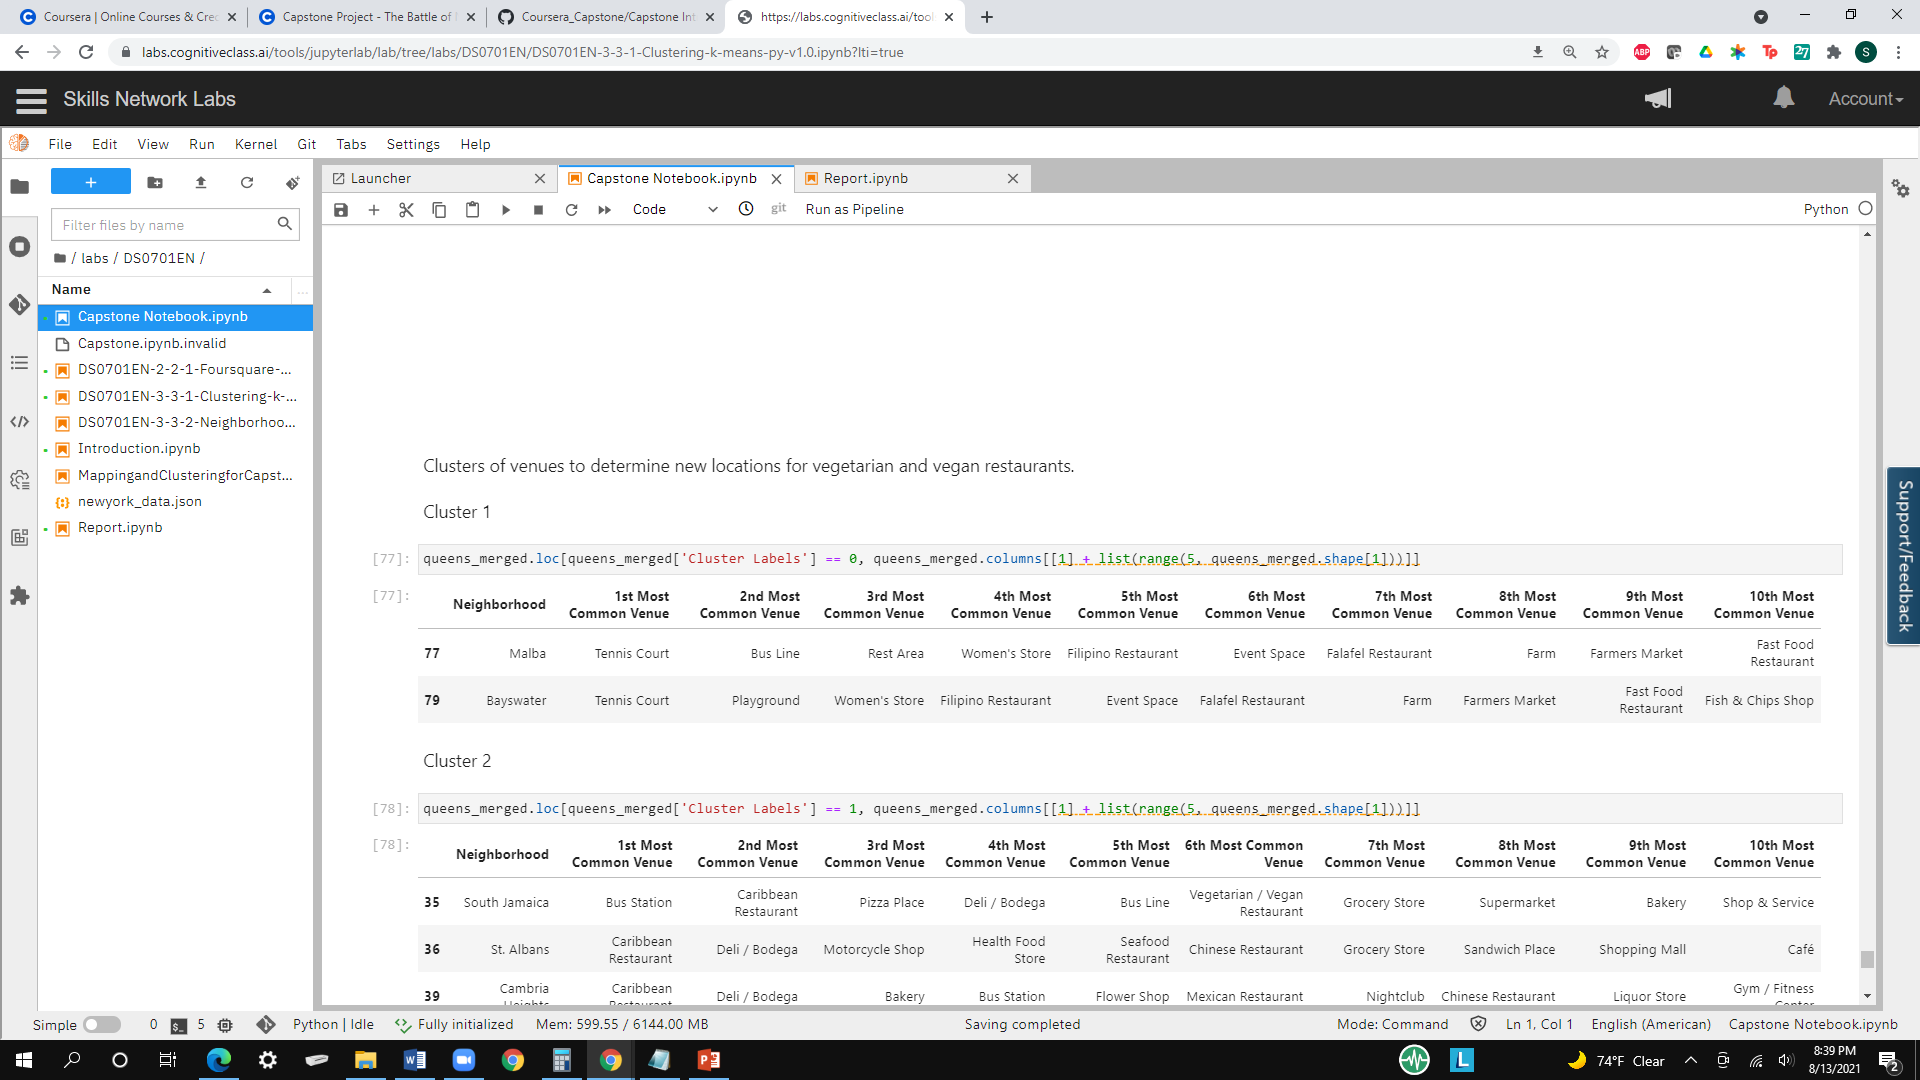 Coursera | Online Courses & Cred
Capstone Project - The Battle of N
Coursera_Capstone/Capstone Int
https://labs.cognitiveclass.ai/tool
labs.cognitiveclass.ai/tools/jupyterlab/lab/tree/labs/DS0701EN/DS0701EN-3-3-1-Clustering-k-means-py-v1.0.ipynb?lti=true
ABP
Tp
27
S
Skills Network Labs
Account
File Edit View Run Kernel Git Tabs Settings Help
Launcher
Capstone Notebook.ipynb
Report.ipynb
Code
git
Run as Pipeline
Python
Filter files by name
/ labs / DS0701EN /
Name
Capstone Notebook.ipynb
Capstone.ipynb.invalid
DS0701EN-2-2-1-Foursquare-...
DS0701EN-3-3-1-Clustering-k-...
DS0701EN-3-3-2-Neighborhoo...
Introduction.ipynb
MappingandClusteringforCapst...
newyork_data.json
Report.ipynb
Support/Feedback
Clusters of venues to determine new locations for vegetarian and vegan restaurants.
Cluster 1
[77]: queens_merged.loc[queens_merged['Cluster Labels'] == 0, queens_merged.columns[[1] + list(range(5, queens_merged.shape[1]))]]
[77]: Neighborhood 1st Most Common Venue 2nd Most Common Venue 3rd Most Common Venue 4th Most Common Venue 5th Most Common Venue 6th Most Common Venue 7th Most Common Venue 8th Most Common Venue 9th Most Common Venue 10th Most Common Venue
77 Malba Tennis Court Bus Line Rest Area Women's Store Filipino Restaurant Event Space Falafel Restaurant Farm Farmers Market Fast Food Restaurant
79 Bayswater Tennis Court Playground Women's Store Filipino Restaurant Event Space Falafel Restaurant Farm Farmers Market Fast Food Restaurant Fish & Chips Shop
Cluster 2
[78]: queens_merged.loc[queens_merged['Cluster Labels'] == 1, queens_merged.columns[[1] + list(range(5, queens_merged.shape[1]))]]
[78]: Neighborhood 1st Most Common Venue 2nd Most Common Venue 3rd Most Common Venue 4th Most Common Venue 5th Most Common Venue 6th Most Common Venue 7th Most Common Venue 8th Most Common Venue 9th Most Common Venue 10th Most Common Venue
35 South Jamaica Bus Station Caribbean Restaurant Pizza Place Deli / Bodega Bus Line Vegetarian / Vegan Restaurant Grocery Store Supermarket Bakery Shop & Service
36 St. Albans Caribbean Restaurant Deli / Bodega Motorcycle Shop Health Food Store Seafood Restaurant Chinese Restaurant Grocery Store Sandwich Place Shopping Mall Café
39 Cambria Heights Caribbean Restaurant Deli / Bodega Bakery Bus Station Flower Shop Mexican Restaurant Nightclub Chinese Restaurant Liquor Store Gym / Fitness Center
Simple 0 5 Python | Idle Fully initialized Mem: 599.55 / 6144.00 MB Saving completed Mode: Command Ln 1, Col 1 English (American) Capstone Notebook.ipynb
L
74°F Clear
8:39 PM
8/13/2021
2